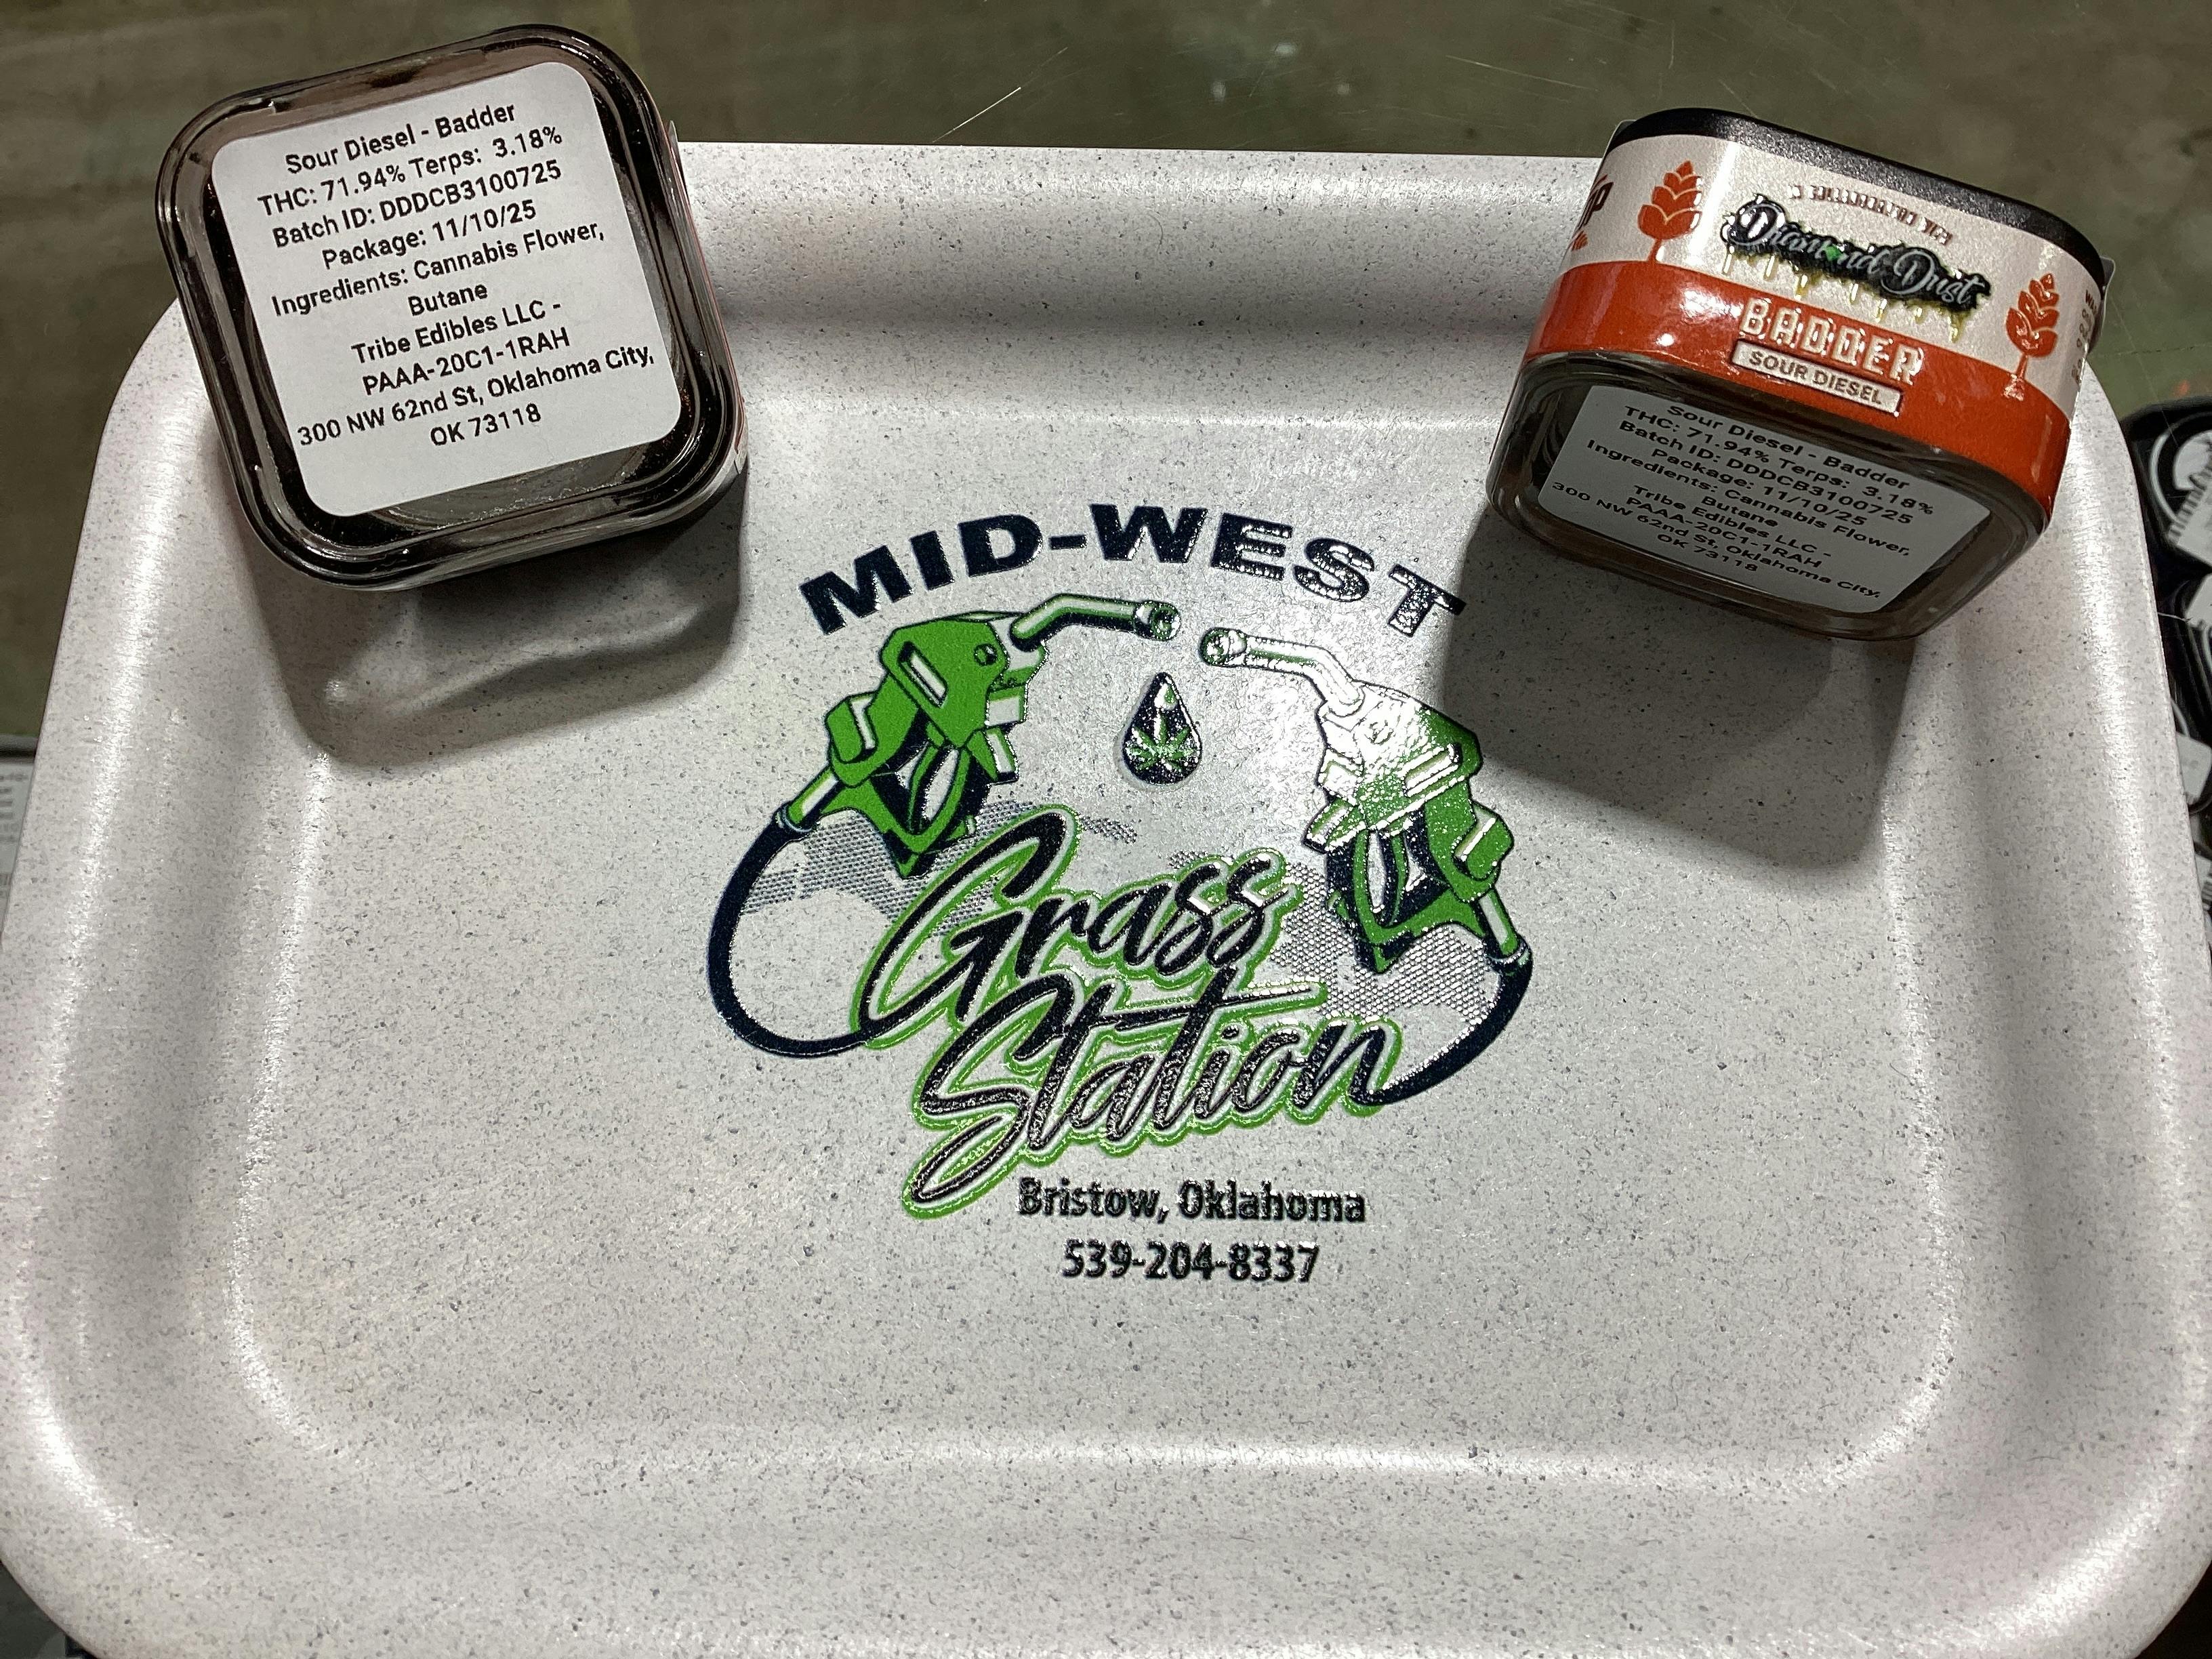 Sour Diesel - Badder
THC: 71.94% Terps: 3.18%
Batch ID: DDDCB3100725
Package: 11/10/25
Ingredients: Cannabis Flower,
Butane
Tribe Edibles LLC -
PAAA-20C1-1RAH
300 NW 62nd St, Oklahoma City,
OK 73118
Diamond Dust
BADDER
SOUR DIESEL
Sour Diesel - Badder
THC: 71.94% Terps: 3.18%
Batch ID: DDDCB3100725
Package: 11/10/25
Ingredients: Cannabis Flower,
Butane
Tribe Edibles LLC -
PAAA-20C1-1RAH
300 NW 62nd St, Oklahoma City,
OK 73118
MID-WEST
Grass
Station
Bristow, Oklahoma
539-204-8337